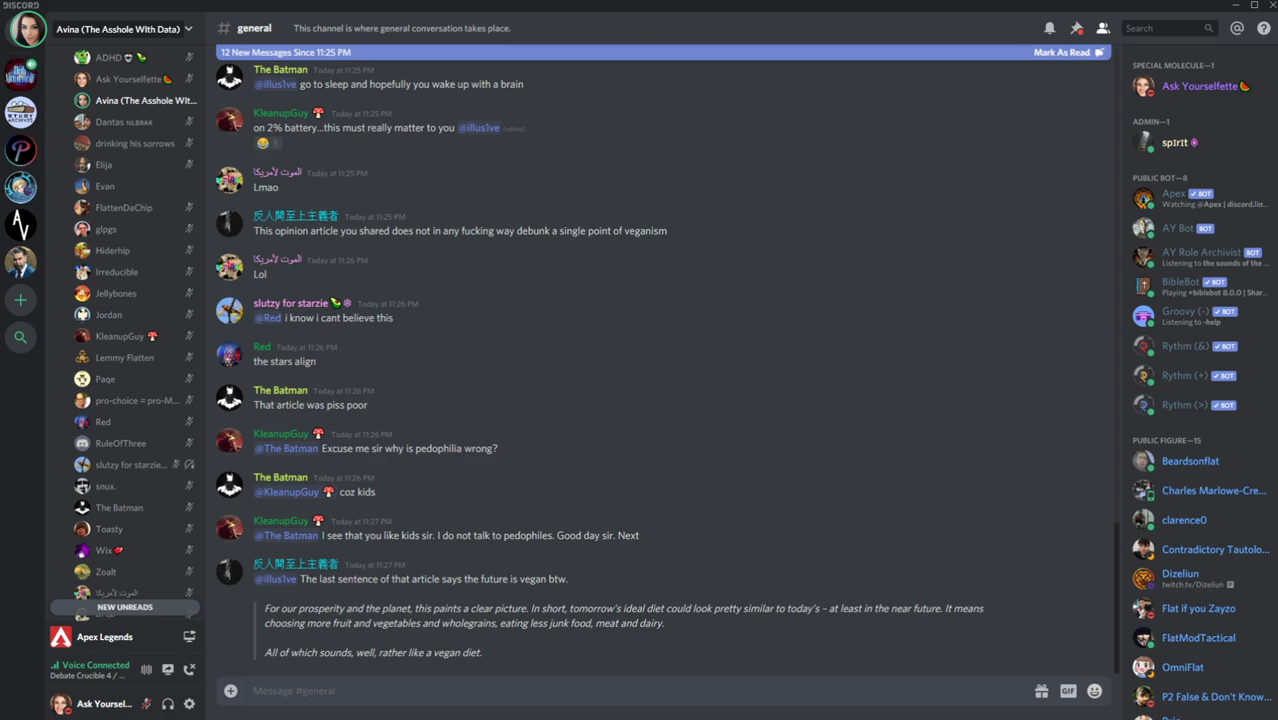 DISCORD
Avina (The Asshole WIth Data)
# general
This channel is where general conversation takes place.
Search
12 New Messages Since 11:25 PM
Mark As Read
ADHD
Ask Yourselfette
Avina (The Asshole WIt...
Dantas NLBRAR
drinking his sorrows
Elija
Evan
FlattenDaChip
glpgs
Hiderhip
Irreducible
Jellybones
Jordan
KleanupGuy
Lemmy Flatten
Paqe
pro-choice = pro-M...
Red
RuleOfThree
slutzy for starzie...
snux.
The Batman
Toasty
Wix
Zoalt
الموت لأمريكا
NEW UNREADS
Apex Legends
Voice Connected
Debate Crucible 4 / ...
Ask Yoursel...
STUDY
ARCHIVES
The Batman Today at 11:25 PM
@illus1ve go to sleep and hopefully you wake up with a brain
KleanupGuy Today at 11:25 PM
on 2% battery...this must really matter to you @illus1ve (edited)
1
الموت لأمريكا Today at 11:25 PM
Lmao
反人間至上主義者 Today at 11:25 PM
This opinion article you shared does not in any fucking way debunk a single point of veganism
الموت لأمريكا Today at 11:26 PM
Lol
slutzy for starzie Today at 11:26 PM
@Red i know i cant believe this
Red Today at 11:26 PM
the stars align
The Batman Today at 11:26 PM
That article was piss poor
KleanupGuy Today at 11:26 PM
@The Batman Excuse me sir why is pedophilia wrong?
The Batman Today at 11:26 PM
@KleanupGuy coz kids
KleanupGuy Today at 11:27 PM
@The Batman I see that you like kids sir. I do not talk to pedophiles. Good day sir. Next
反人間至上主義者 Today at 11:27 PM
@illus1ve The last sentence of that article says the future is vegan btw.
For our prosperity and the planet, this paints a clear picture. In short, tomorrow's ideal diet could look pretty similar to today's – at least in the near future. It means
choosing more fruit and vegetables and wholegrains, eating less junk food, meat and dairy.
All of which sounds, well, rather like a vegan diet.
Message #general
GIF
SPECIAL MOLECULE—1
Ask Yourselfette
ADMIN—1
sp1r1t
PUBLIC BOT—8
Apex BOT
Watching @Apex | discord.iin...
AY Bot BOT
AY Role Archivist BOT
Listening to the sounds of the ...
BibleBot BOT
Playing +biblebot 8.0.0 | Shar...
Groovy (-) BOT
Listening to -help
Rythm (&) BOT
Rythm (+) BOT
Rythm (>) BOT
PUBLIC FIGURE—15
Beardsonflat
Charles Marlowe-Cre...
clarence0
Contradictory Tautolo...
Dizeliun
twitch.tv/Dizeliun
Flat if you Zayzo
FlatModTactical
OmniFlat
P2 False & Don't Know...